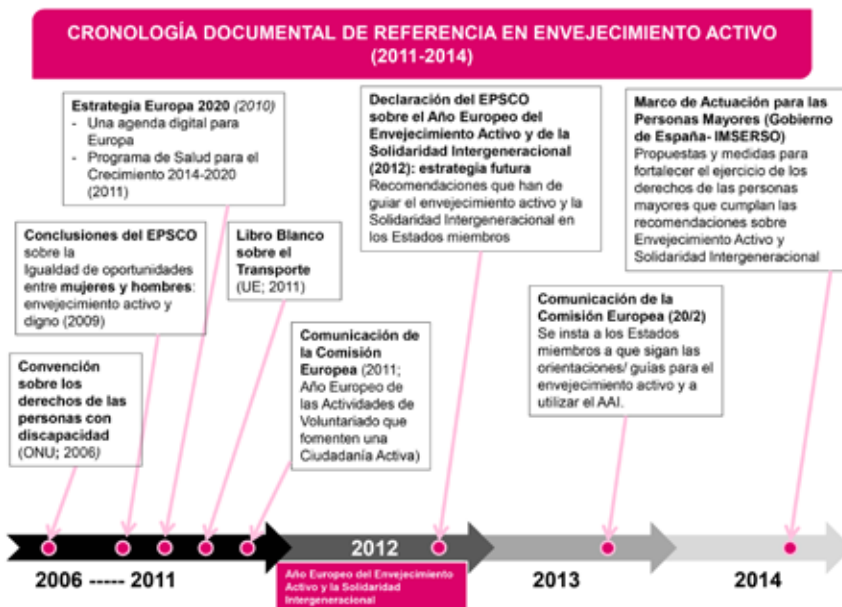 CRONOLOGÍA DOCUMENTAL DE REFERENCIA EN ENVEJECIMIENTO ACTIVO
(2011-2014)
Estrategia Europa 2020 (2010)
- Una agenda digital para
Europa
- Programa de Salud para el
Crecimiento 2014-2020
(2011)
Declaración del EPSCO
sobre el Año Europeo del
Envejecimiento Activo y de la
Solidaridad Intergeneracional
(2012): estrategia futura
Recomendaciones que han de
guiar el envejecimiento activo y la
Solidaridad Intergeneracional en
los Estados miembros
Marco de Actuación para las
Personas Mayores (Gobierno
de España- IMSERSO)
Propuestas y medidas para
fortalecer el ejercicio de los
derechos de las personas
mayores que cumplan las
recomendaciones sobre
Envejecimiento Activo y
Solidaridad Intergeneracional
Conclusiones del EPSCO
sobre la
Igualdad de oportunidades
entre mujeres y hombres:
envejecimiento activo y
digno (2009)
Libro Blanco
sobre el
Transporte
(UE; 2011)
Convención
sobre los
derechos de las
personas con
discapacidad
(ONU; 2006)
Comunicación de
la Comisión
Europea (2011;
Año Europeo de
las Actividades de
Voluntariado que
fomenten una
Ciudadanía Activa)
Comunicación de la
Comisión Europea (20/2)
Se insta a los Estados
miembros a que sigan las
orientaciones/ guías para el
envejecimiento activo y a
utilizar el AAI.
2006 ----- 2011
2012
Año Europeo del Envejecimiento
Activo y la Solidaridad
Intergeneracional
2013
2014